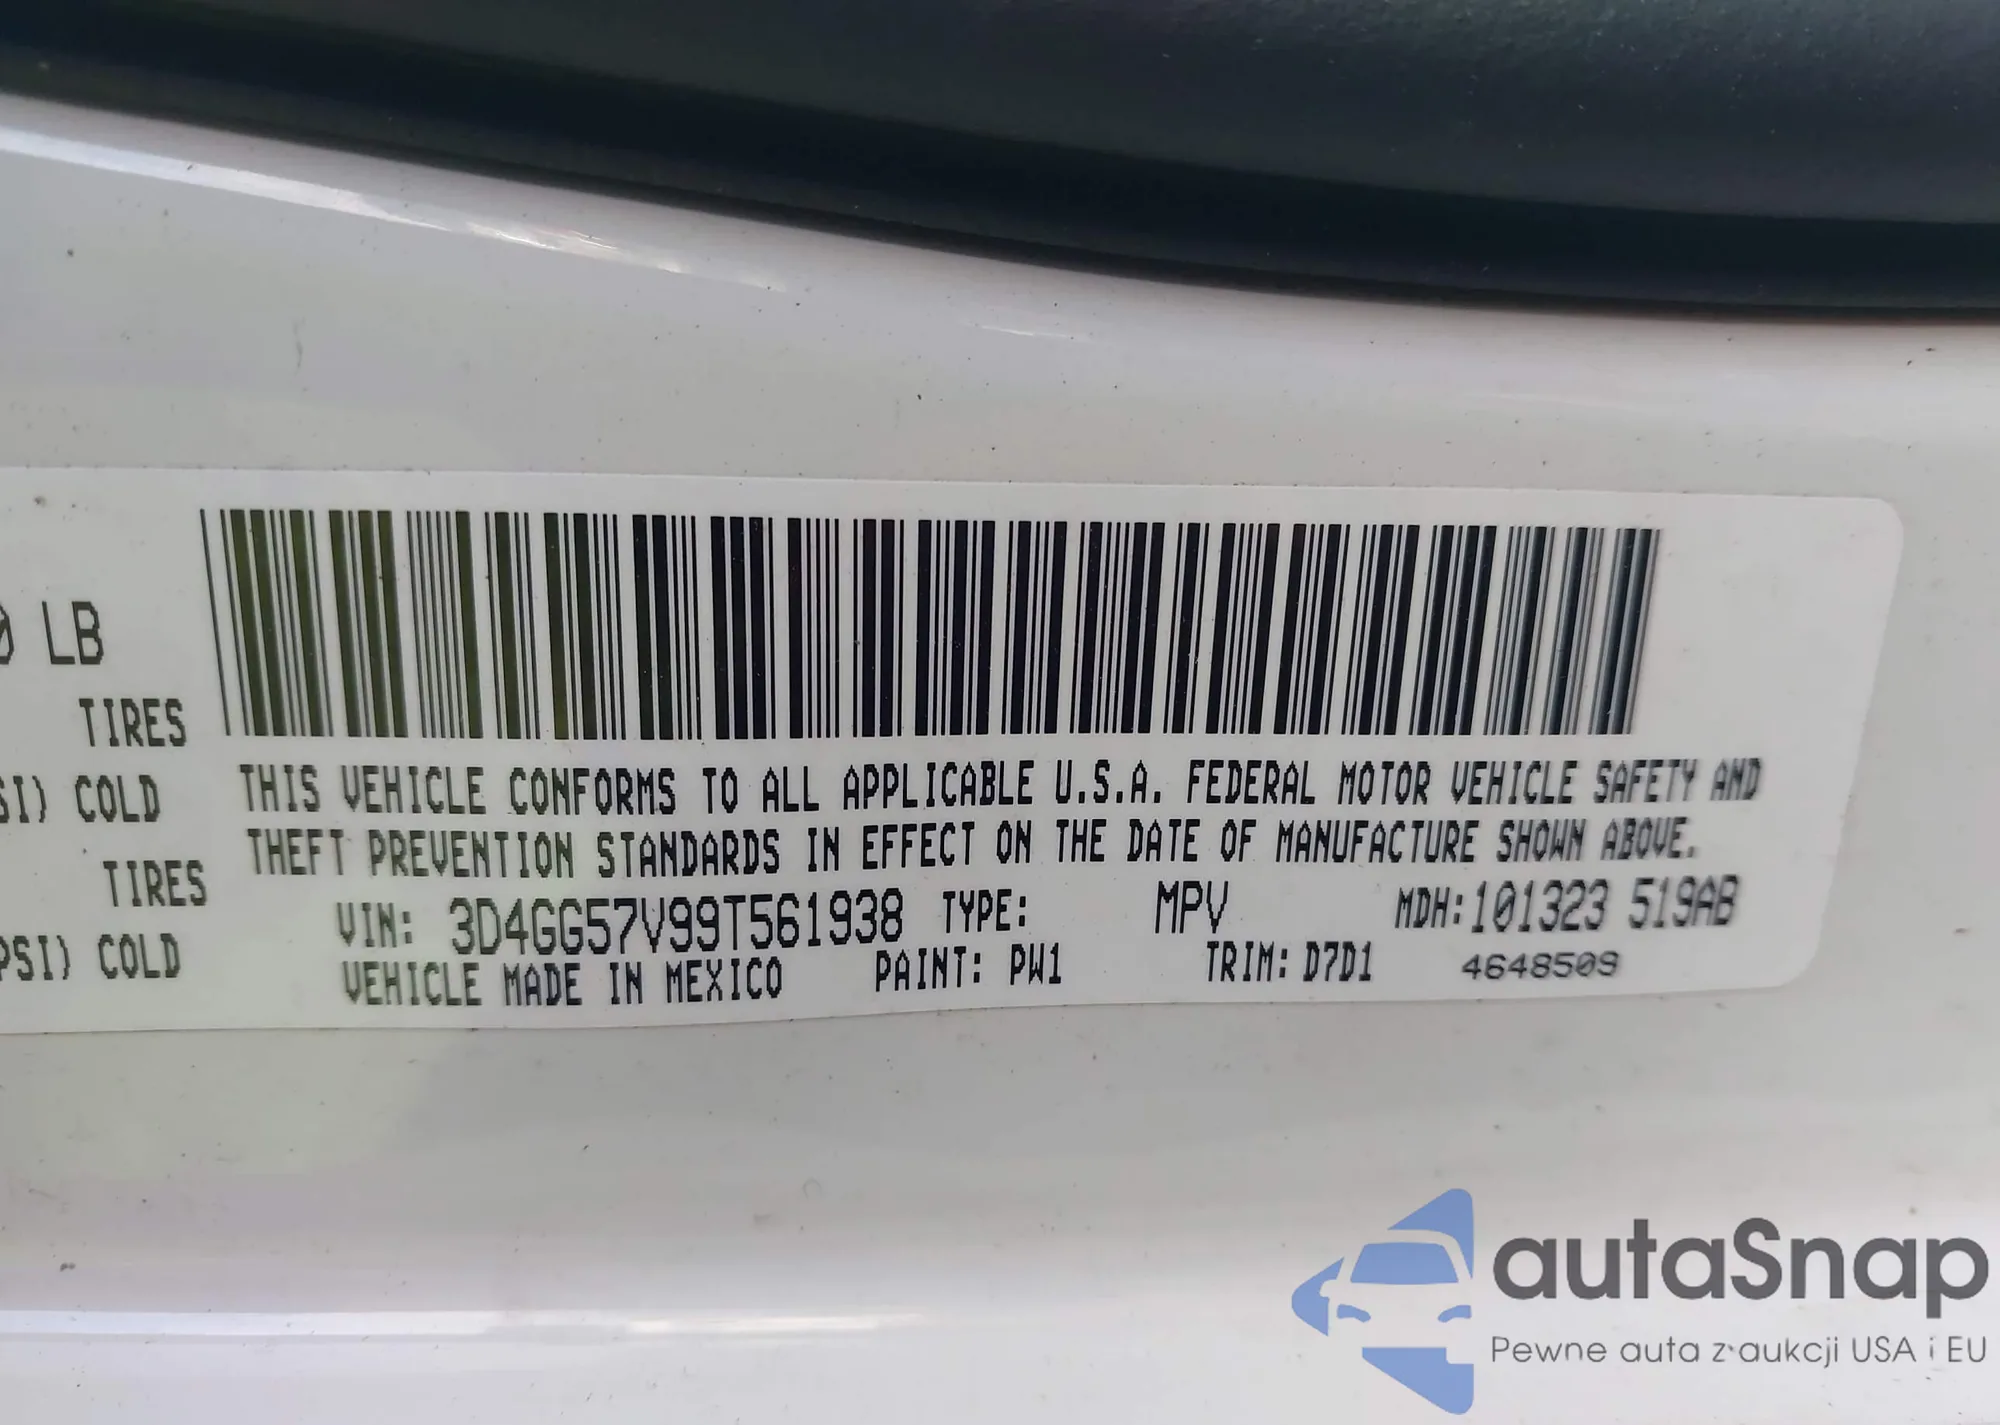 0 LB
TIRES
SI) COLD
TIRES
PSI) COLD
THIS VEHICLE CONFORMS TO ALL APPLICABLE U.S.A. FEDERAL MOTOR VEHICLE SAFETY AND
THEFT PREVENTION STANDARDS IN EFFECT ON THE DATE OF MANUFACTURE SHOWN ABOVE.
VIN: 3D4GG57V99T561938 TYPE: MPV MDH:101323 519AB
VEHICLE MADE IN MEXICO PAINT: PW1 TRIM: D7D1 4648509
autaSnap
Pewne auta z aukcji USA i EU